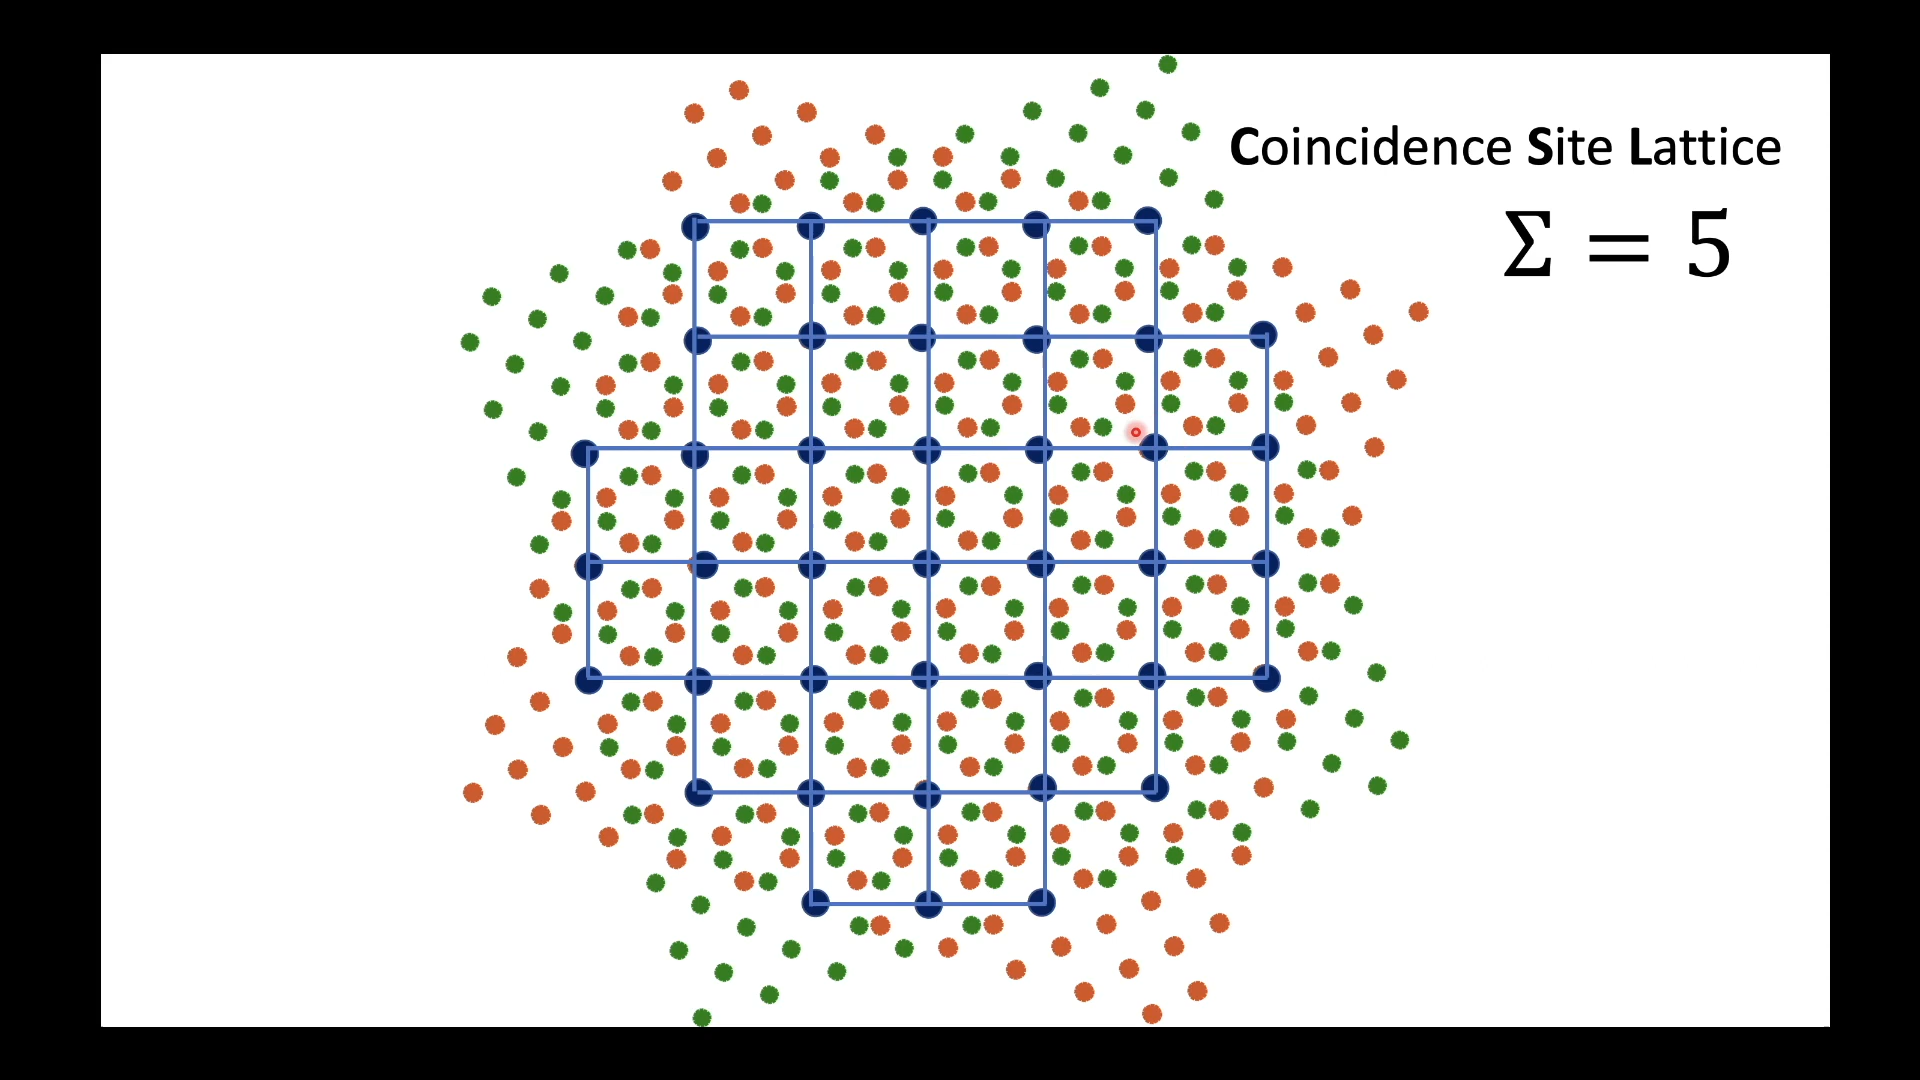 Coincidence Site Lattice
Σ = 5